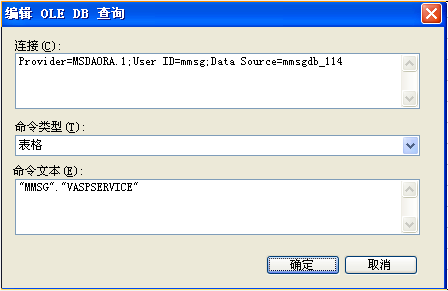 编辑 OLE DB 查询
连接(C):
Provider=MSDAORA.1;User ID=mmsg;Data Source=mmsgdb_114
命令类型(T):
表格
命令文本(E):
"MMSG"."VASPSERVICE"
确定 取消